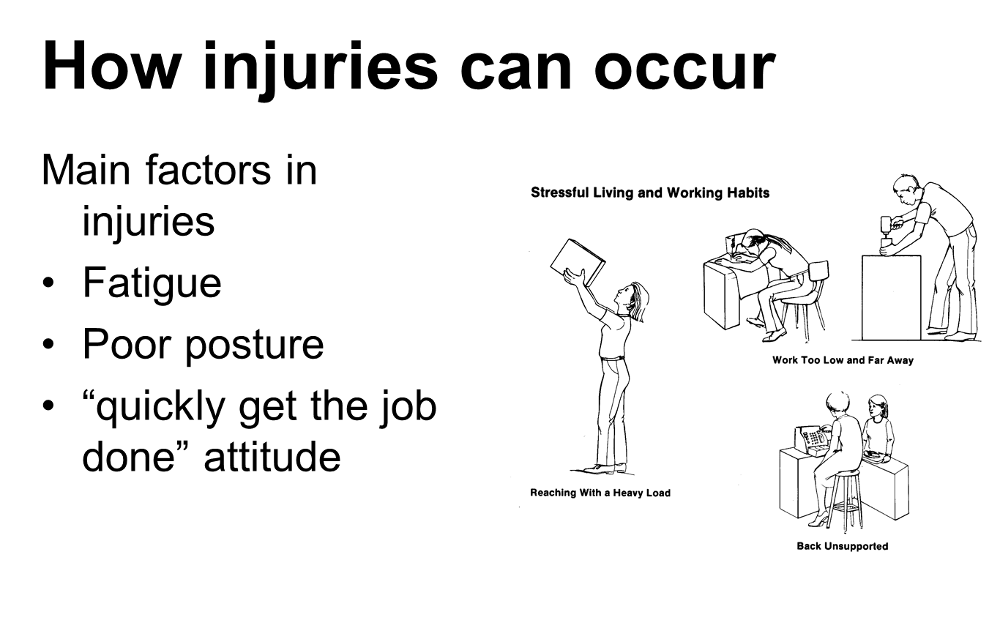 How injuries can occur
Main factors in
injuries
• Fatigue
• Poor posture
• “quickly get the job
done” attitude
Stressful Living and Working Habits
Work Too Low and Far Away
Reaching With a Heavy Load
Back Unsupported